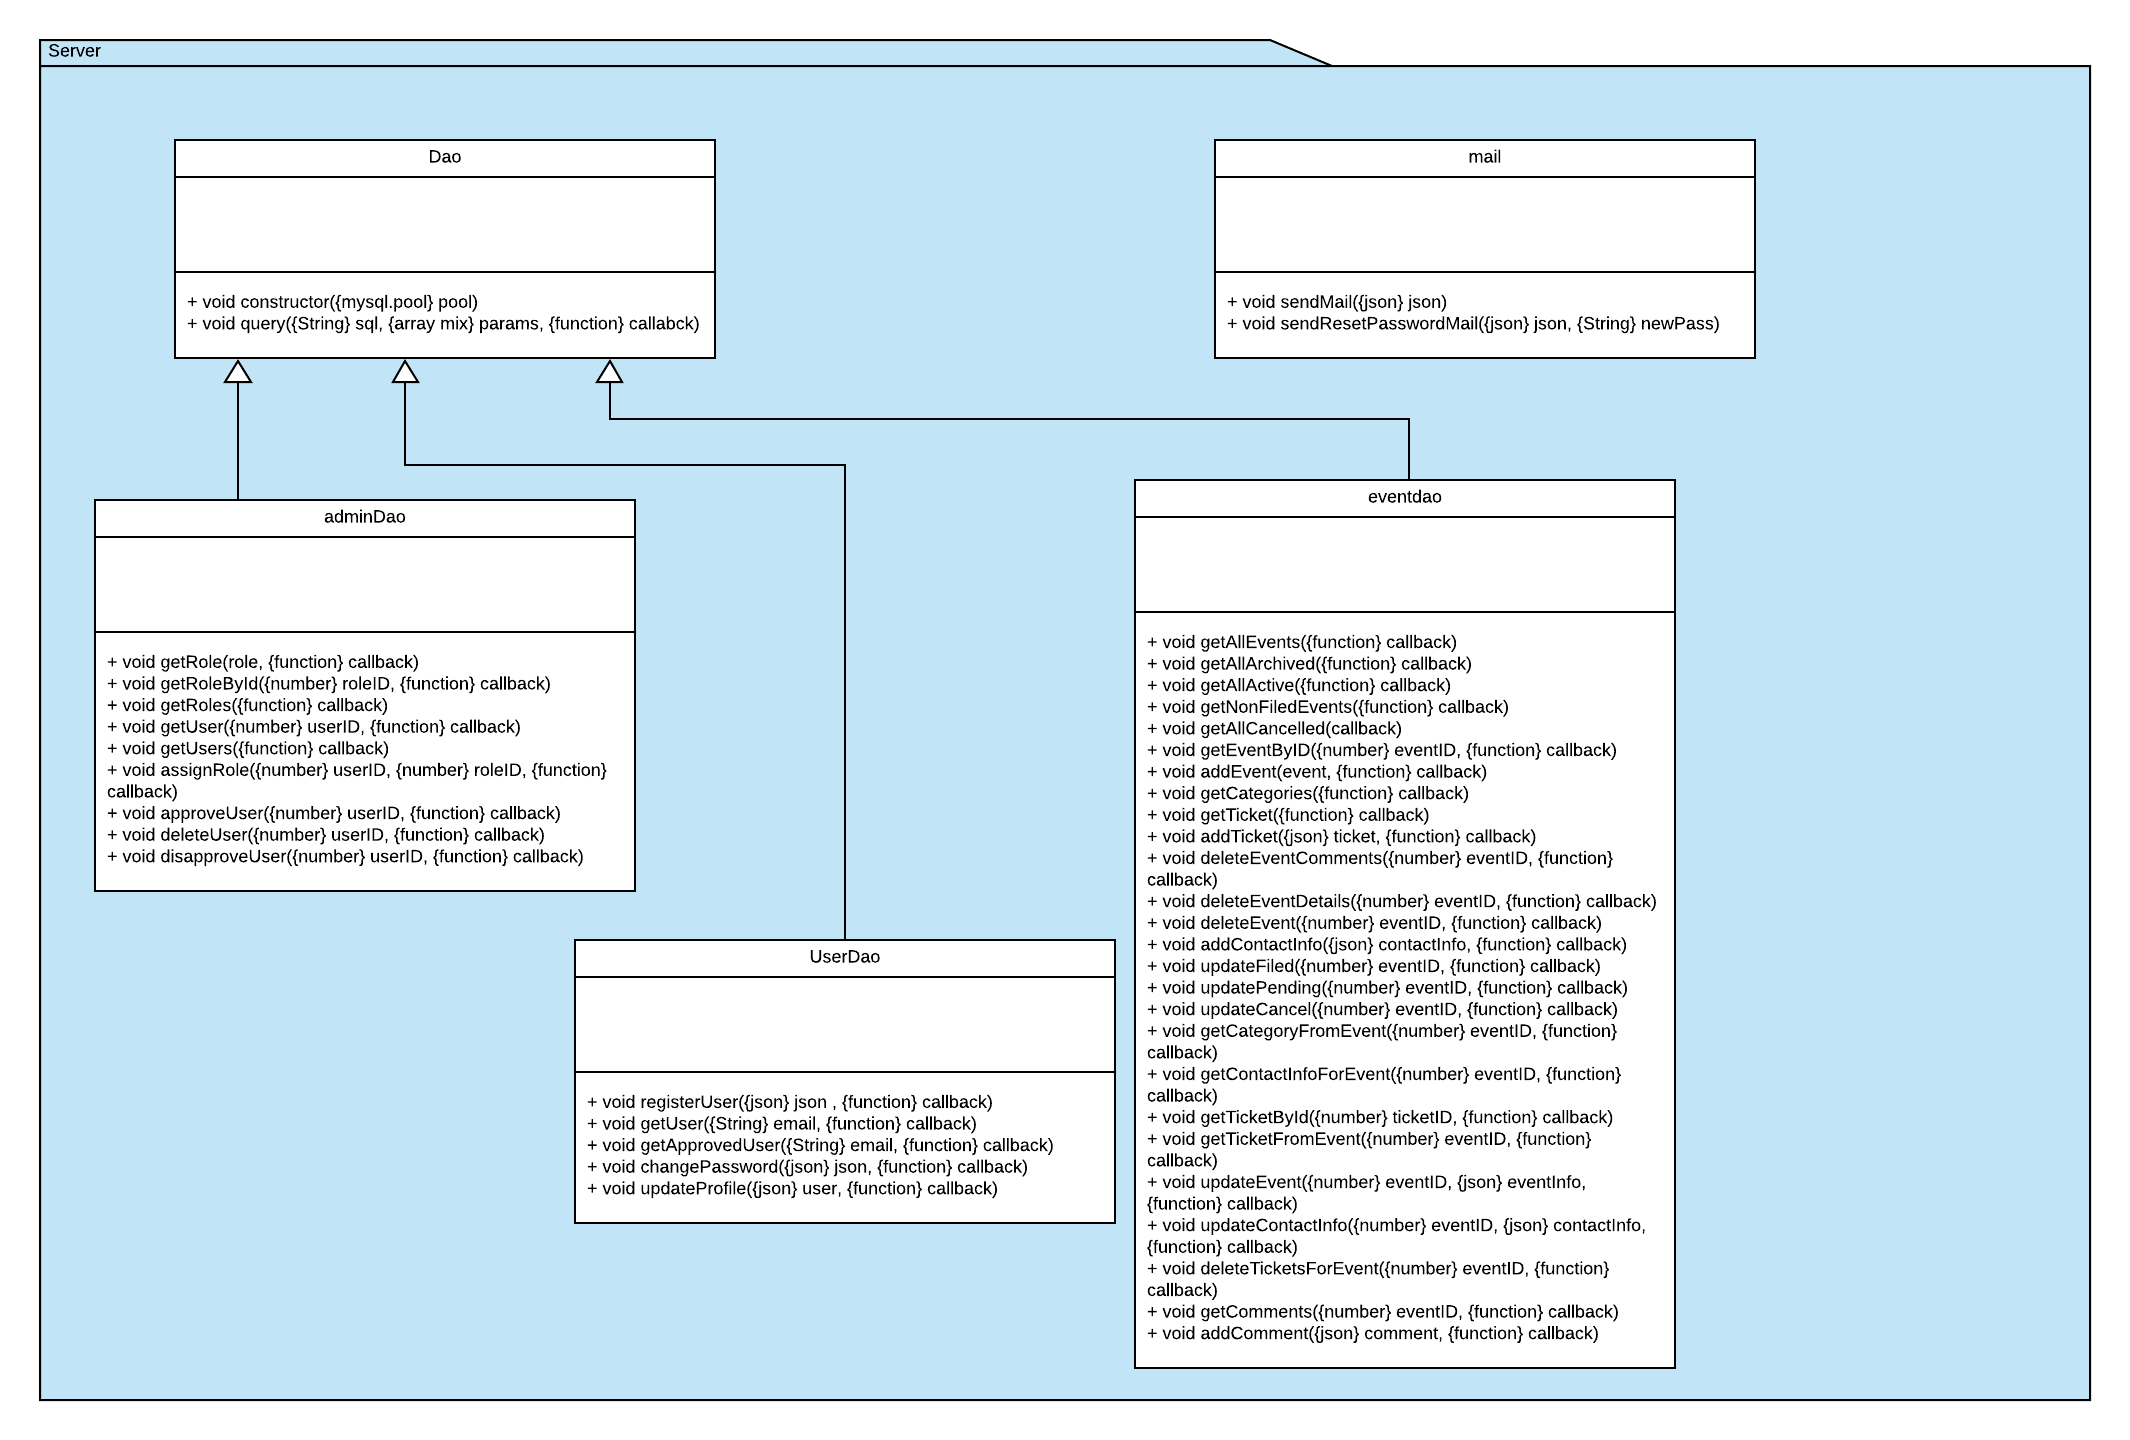 Server
Dao
+ void constructor({mysql.pool} pool)
+ void query({String} sql, {array mix} params, {function} callabck)
mail
+ void sendMail({json} json)
+ void sendResetPasswordMail({json} json, {String} newPass)
adminDao
+ void getRole(role, {function} callback)
+ void getRoleById({number} roleID, {function} callback)
+ void getRoles({function} callback)
+ void getUser({number} userID, {function} callback)
+ void getUsers({function} callback)
+ void assignRole({number} userID, {number} roleID, {function}
callback)
+ void approveUser({number} userID, {function} callback)
+ void deleteUser({number} userID, {function} callback)
+ void disapproveUser({number} userID, {function} callback)
UserDao
+ void registerUser({json} json , {function} callback)
+ void getUser({String} email, {function} callback)
+ void getApprovedUser({String} email, {function} callback)
+ void changePassword({json} json, {function} callback)
+ void updateProfile({json} user, {function} callback)
eventdao
+ void getAllEvents({function} callback)
+ void getAllArchived({function} callback)
+ void getAllActive({function} callback)
+ void getNonFiledEvents({function} callback)
+ void getAllCancelled(callback)
+ void getEventByID({number} eventID, {function} callback)
+ void addEvent(event, {function} callback)
+ void getCategories({function} callback)
+ void getTicket({function} callback)
+ void addTicket({json} ticket, {function} callback)
+ void deleteEventComments({number} eventID, {function}
callback)
+ void deleteEventDetails({number} eventID, {function} callback)
+ void deleteEvent({number} eventID, {function} callback)
+ void addContactInfo({json} contactInfo, {function} callback)
+ void updateFiled({number} eventID, {function} callback)
+ void updatePending({number} eventID, {function} callback)
+ void updateCancel({number} eventID, {function} callback)
+ void getCategoryFromEvent({number} eventID, {function}
callback)
+ void getContactInfoForEvent({number} eventID, {function}
callback)
+ void getTicketById({number} ticketID, {function} callback)
+ void getTicketFromEvent({number} eventID, {function}
callback)
+ void updateEvent({number} eventID, {json} eventInfo,
{function} callback)
+ void updateContactInfo({number} eventID, {json} contactInfo,
{function} callback)
+ void deleteTicketsForEvent({number} eventID, {function}
callback)
+ void getComments({number} eventID, {function} callback)
+ void addComment({json} comment, {function} callback)